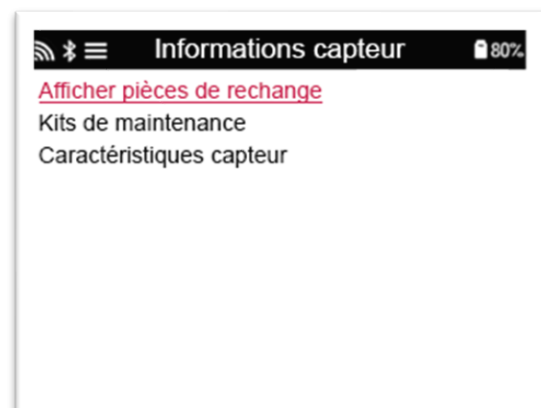 Informations capteur 80%
Afficher pièces de rechange
Kits de maintenance
Caractéristiques capteur